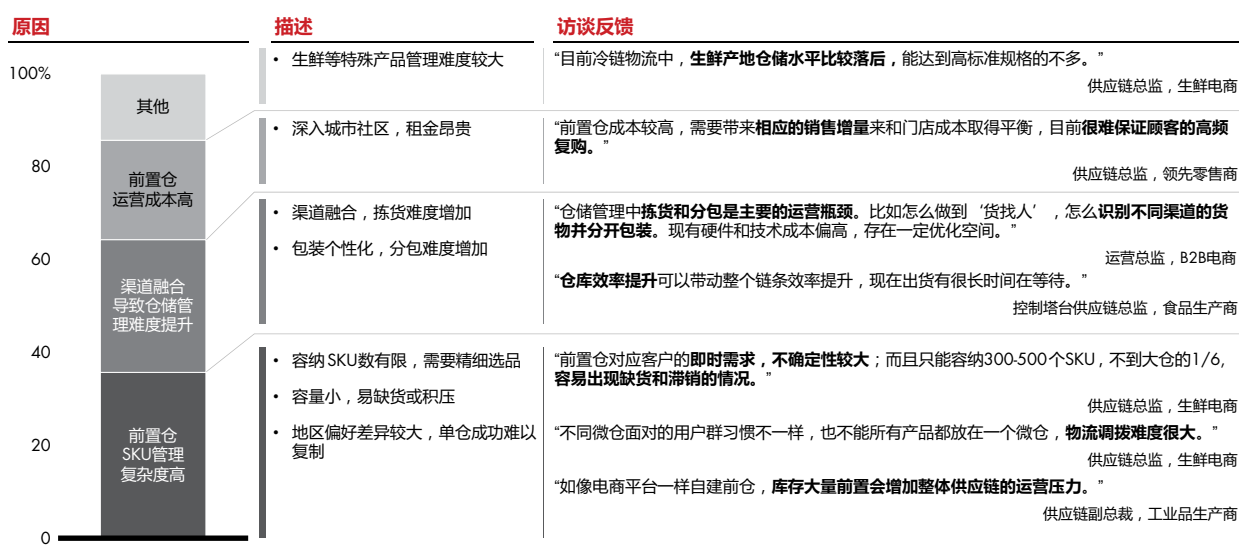 原因
描述
访谈反馈
100%
80
60
40
20
0
其他
前置仓
运营成本高
渠道融合
导致仓储管
理难度提升
前置仓
SKU管理
复杂度高
• 生鲜等特殊产品管理难度较大
“目前冷链物流中，生鲜产地仓储水平比较落后，能达到高标准规格的不多。”
供应链总监，生鲜电商
• 深入城市社区，租金昂贵
“前置仓成本较高，需要带来相应的销售增量来和门店成本取得平衡，目前很难保证顾客的高频
复购。”
供应链总监，领先零售商
• 渠道融合，拣货难度增加
• 包装个性化，分包难度增加
“仓储管理中拣货和分包是主要的运营瓶颈。比如怎么做到‘货找人’，怎么识别不同渠道的货
物并分开包装。现有硬件和技术成本偏高，存在一定优化空间。”
运营总监，B2B电商
“仓库效率提升可以带动整个链条效率提升，现在出货有很长时间在等待。”
控制塔台供应链总监，食品生产商
• 容纳 SKU数有限，需要精细选品
• 容量小，易缺货或积压
• 地区偏好差异较大，单仓成功难以
复制
“前置仓对应客户的即时需求，不确定性较大；而且只能容纳300-500个SKU，不到大仓的1/6,
容易出现缺货和滞销的情况。”
供应链总监，生鲜电商
“不同微仓面对的用户群习惯不一样，也不能所有产品都放在一个微仓，物流调拨难度很大。”
供应链总监，生鲜电商
“如像电商平台一样自建前仓，库存大量前置会增加整体供应链的运营压力。”
供应链副总裁，工业品生产商